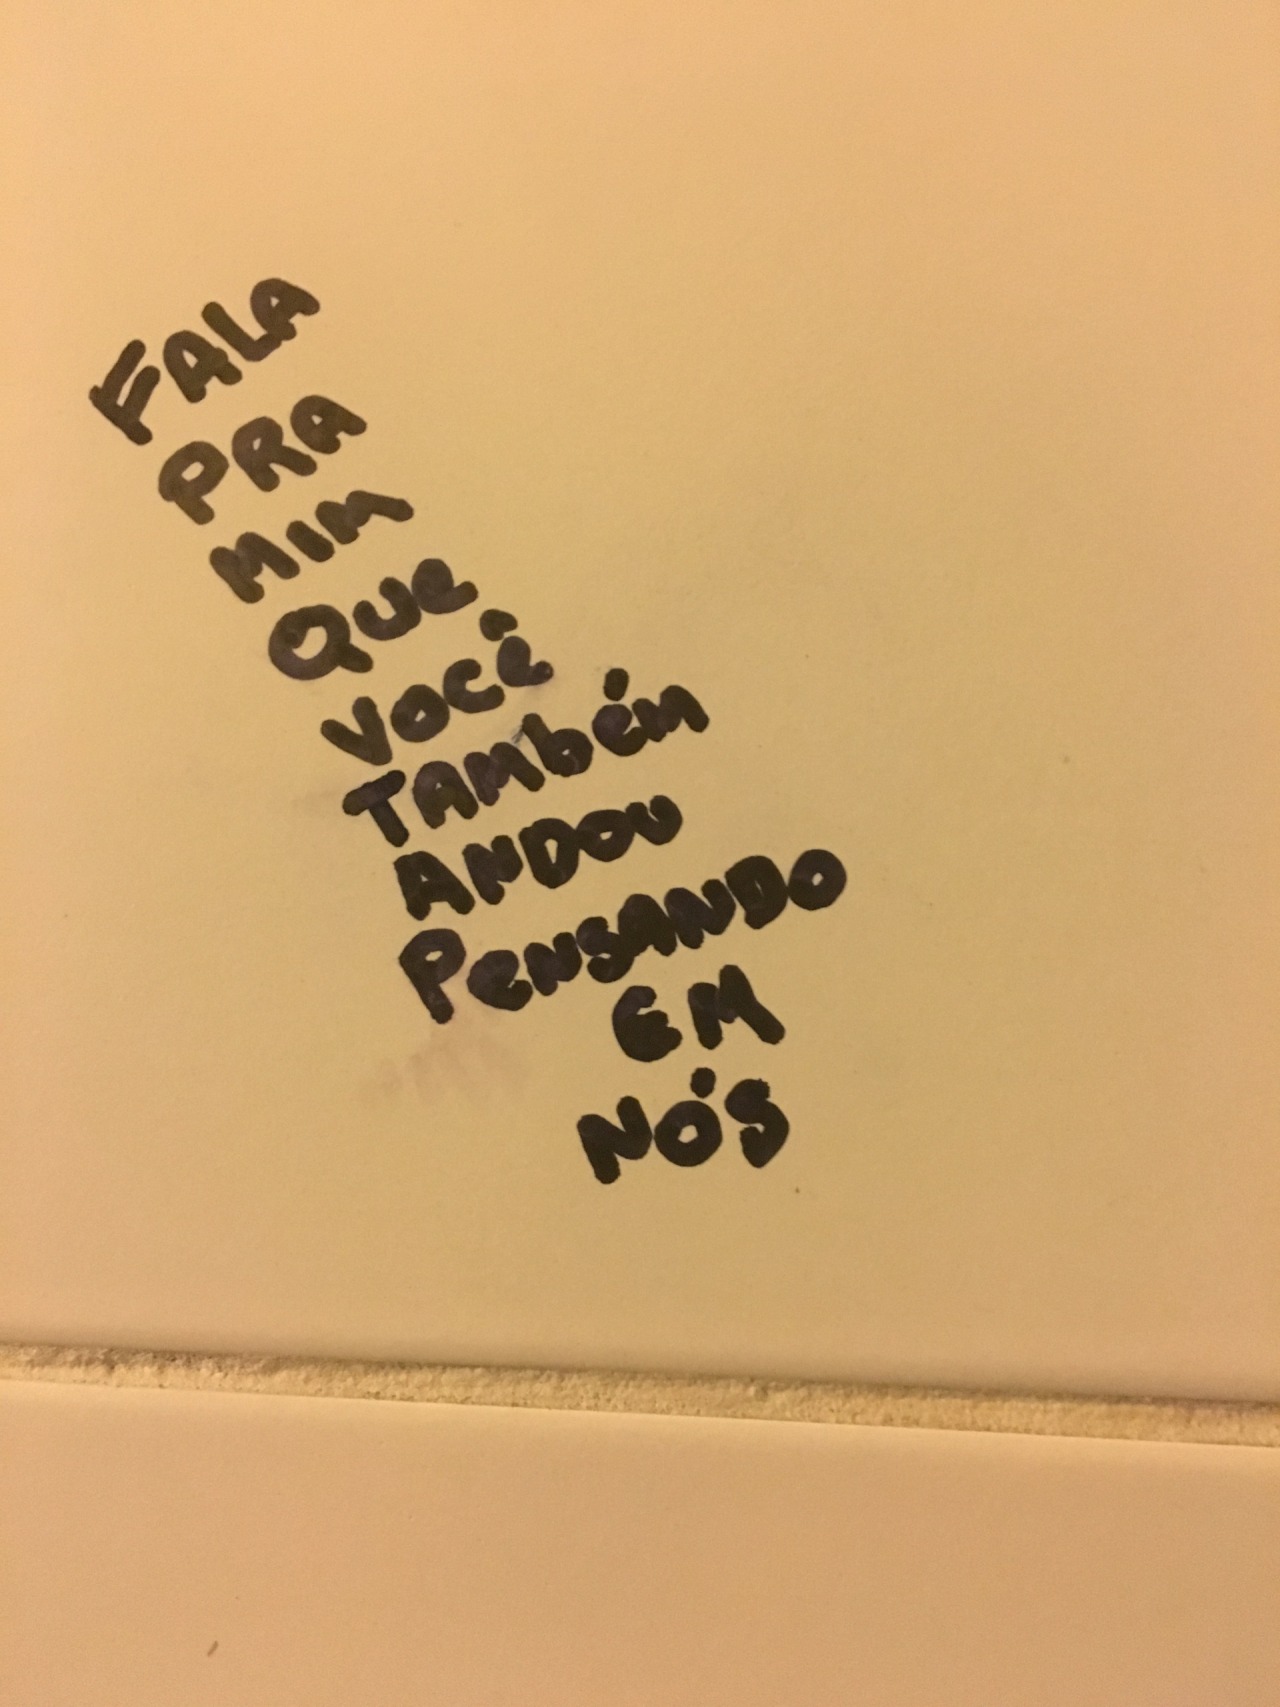 FALA
PRA
MIM
QUE
VOCÊ
TAMbéM
ANDOU
PENSANDO
EM
NÓS